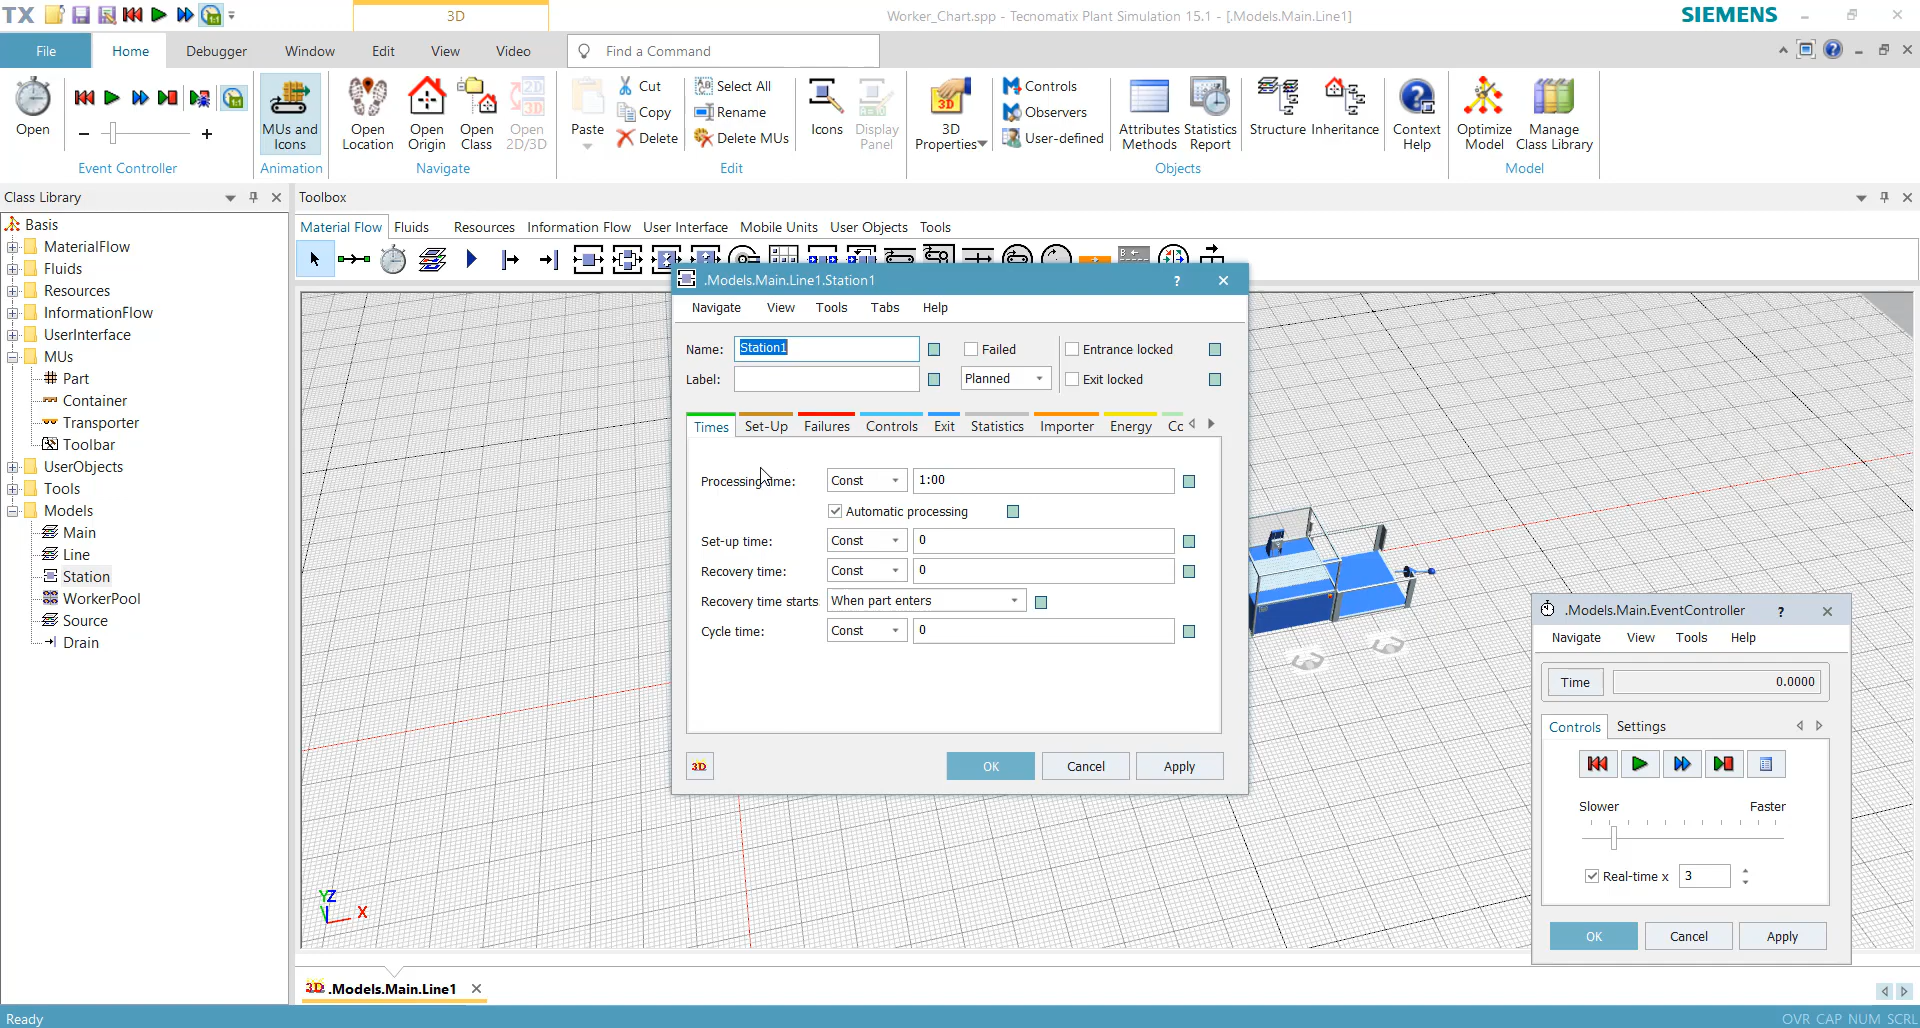 TX
3D
Worker_Chart.spp - Tecnomatix Plant Simulation 15.1 - [.Models.Main.Line1]
SIEMENS
File
Home
Debugger
Window
Edit
View
Video
Find a Command
Open
Event Controller
MUs and Icons
Animation
Open Location
Open Origin
Open Class
Open 2D/3D
Navigate
Paste
Cut
Copy
Delete
Select All
Rename
Delete MUs
Edit
Icons
Display Panel
3D Properties
Controls
Observers
User-defined
Attributes Methods
Statistics Report
Structure
Inheritance
Objects
Context Help
Optimize Model
Manage Class Library
Model
Class Library
Basis
MaterialFlow
Fluids
Resources
InformationFlow
UserInterface
MUs
Part
Container
Transporter
Toolbar
UserObjects
Tools
Models
Main
Line
Station
WorkerPool
Source
Drain
Toolbox
Material Flow
Fluids
Resources
Information Flow
User Interface
Mobile Units
User Objects
Tools
.Models.Main.Line1.Station1
?
Navigate
View
Tools
Tabs
Help
Name:
Station1
Failed
Entrance locked
Label:
Planned
Exit locked
Times
Set-Up
Failures
Controls
Exit
Statistics
Importer
Energy
Cc
Processing time:
Const
1:00
Automatic processing
Set-up time:
Const
0
Recovery time:
Const
0
Recovery time starts
When part enters
Cycle time:
Const
0
3D
OK
Cancel
Apply
.Models.Main.EventController
?
Navigate
View
Tools
Help
Time
0.0000
Controls
Settings
Slower
Faster
Real-time x
3
OK
Cancel
Apply
YZ
X
3D .Models.Main.Line1
Ready
OVR CAP NUM SCRL